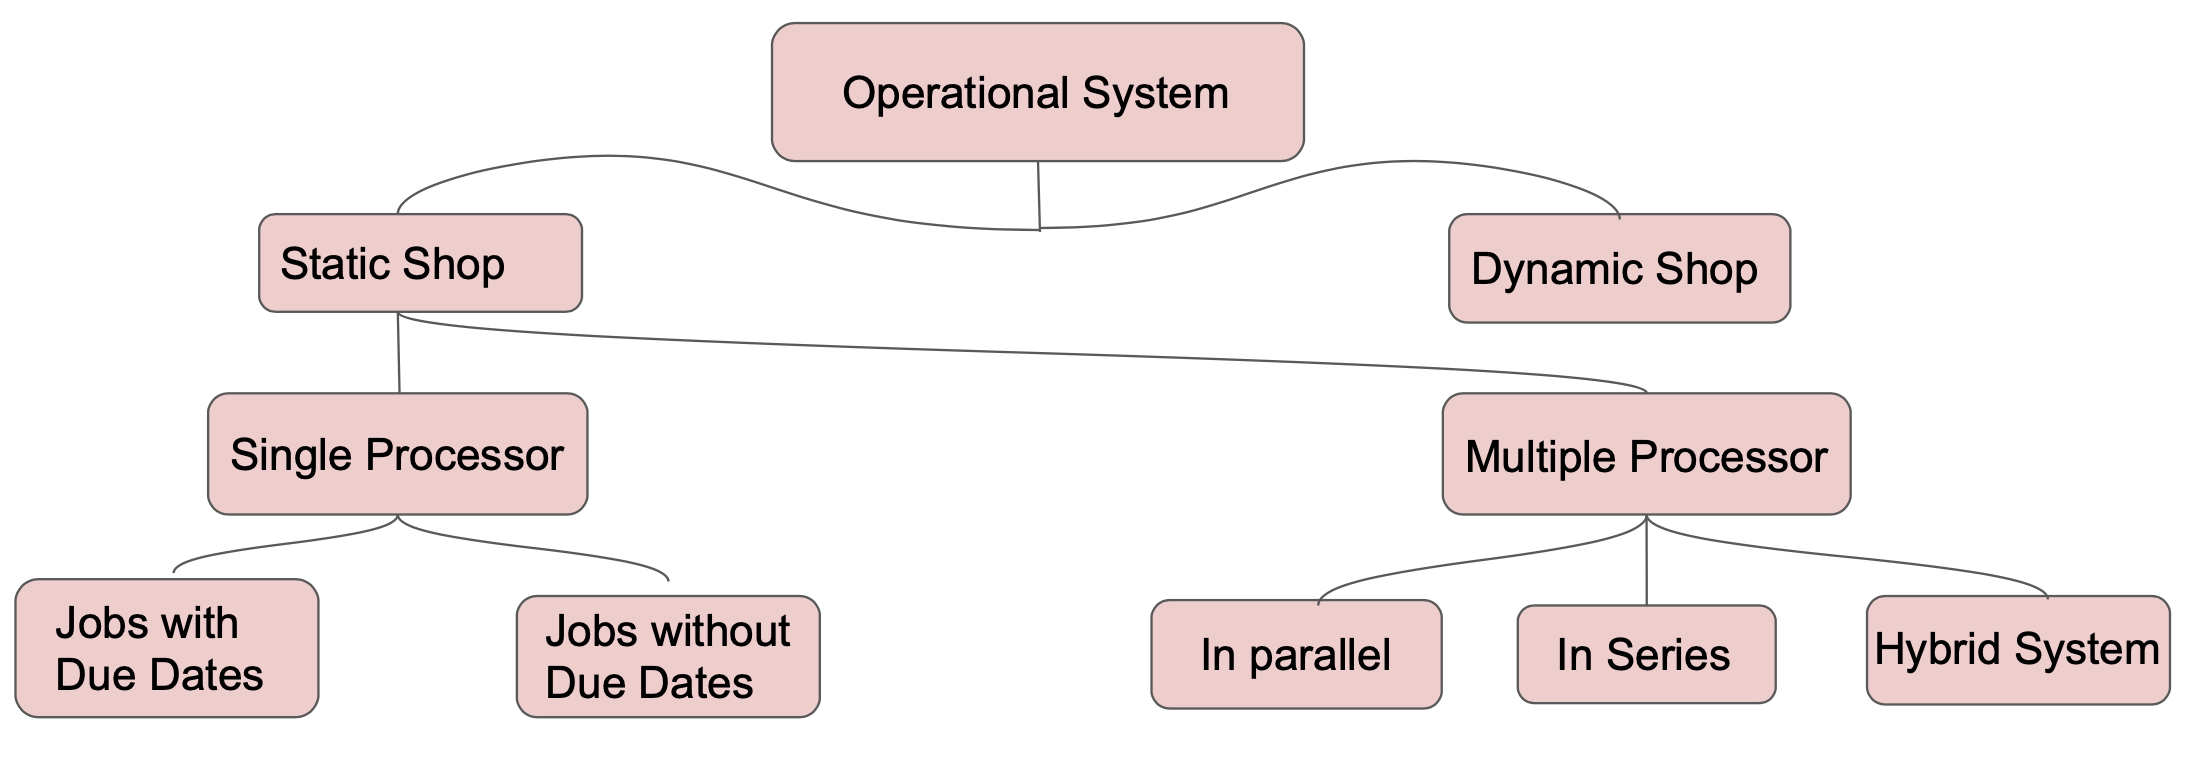 Operational System
Static Shop
Dynamic Shop
Single Processor
Multiple Processor
Jobs with
Due Dates
Jobs without
Due Dates
In parallel
In Series
Hybrid System